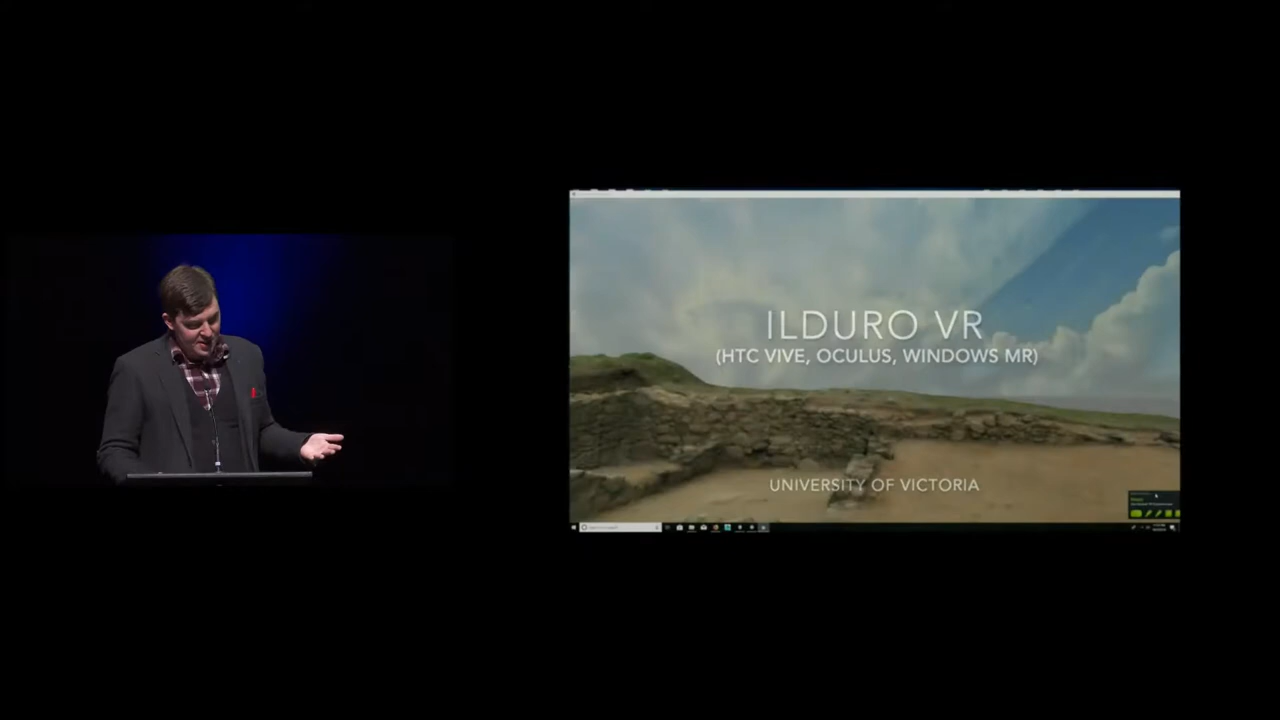 ILDURO VR
(HTC VIVE, OCULUS, WINDOWS MR)
UNIVERSITY OF VICTORIA